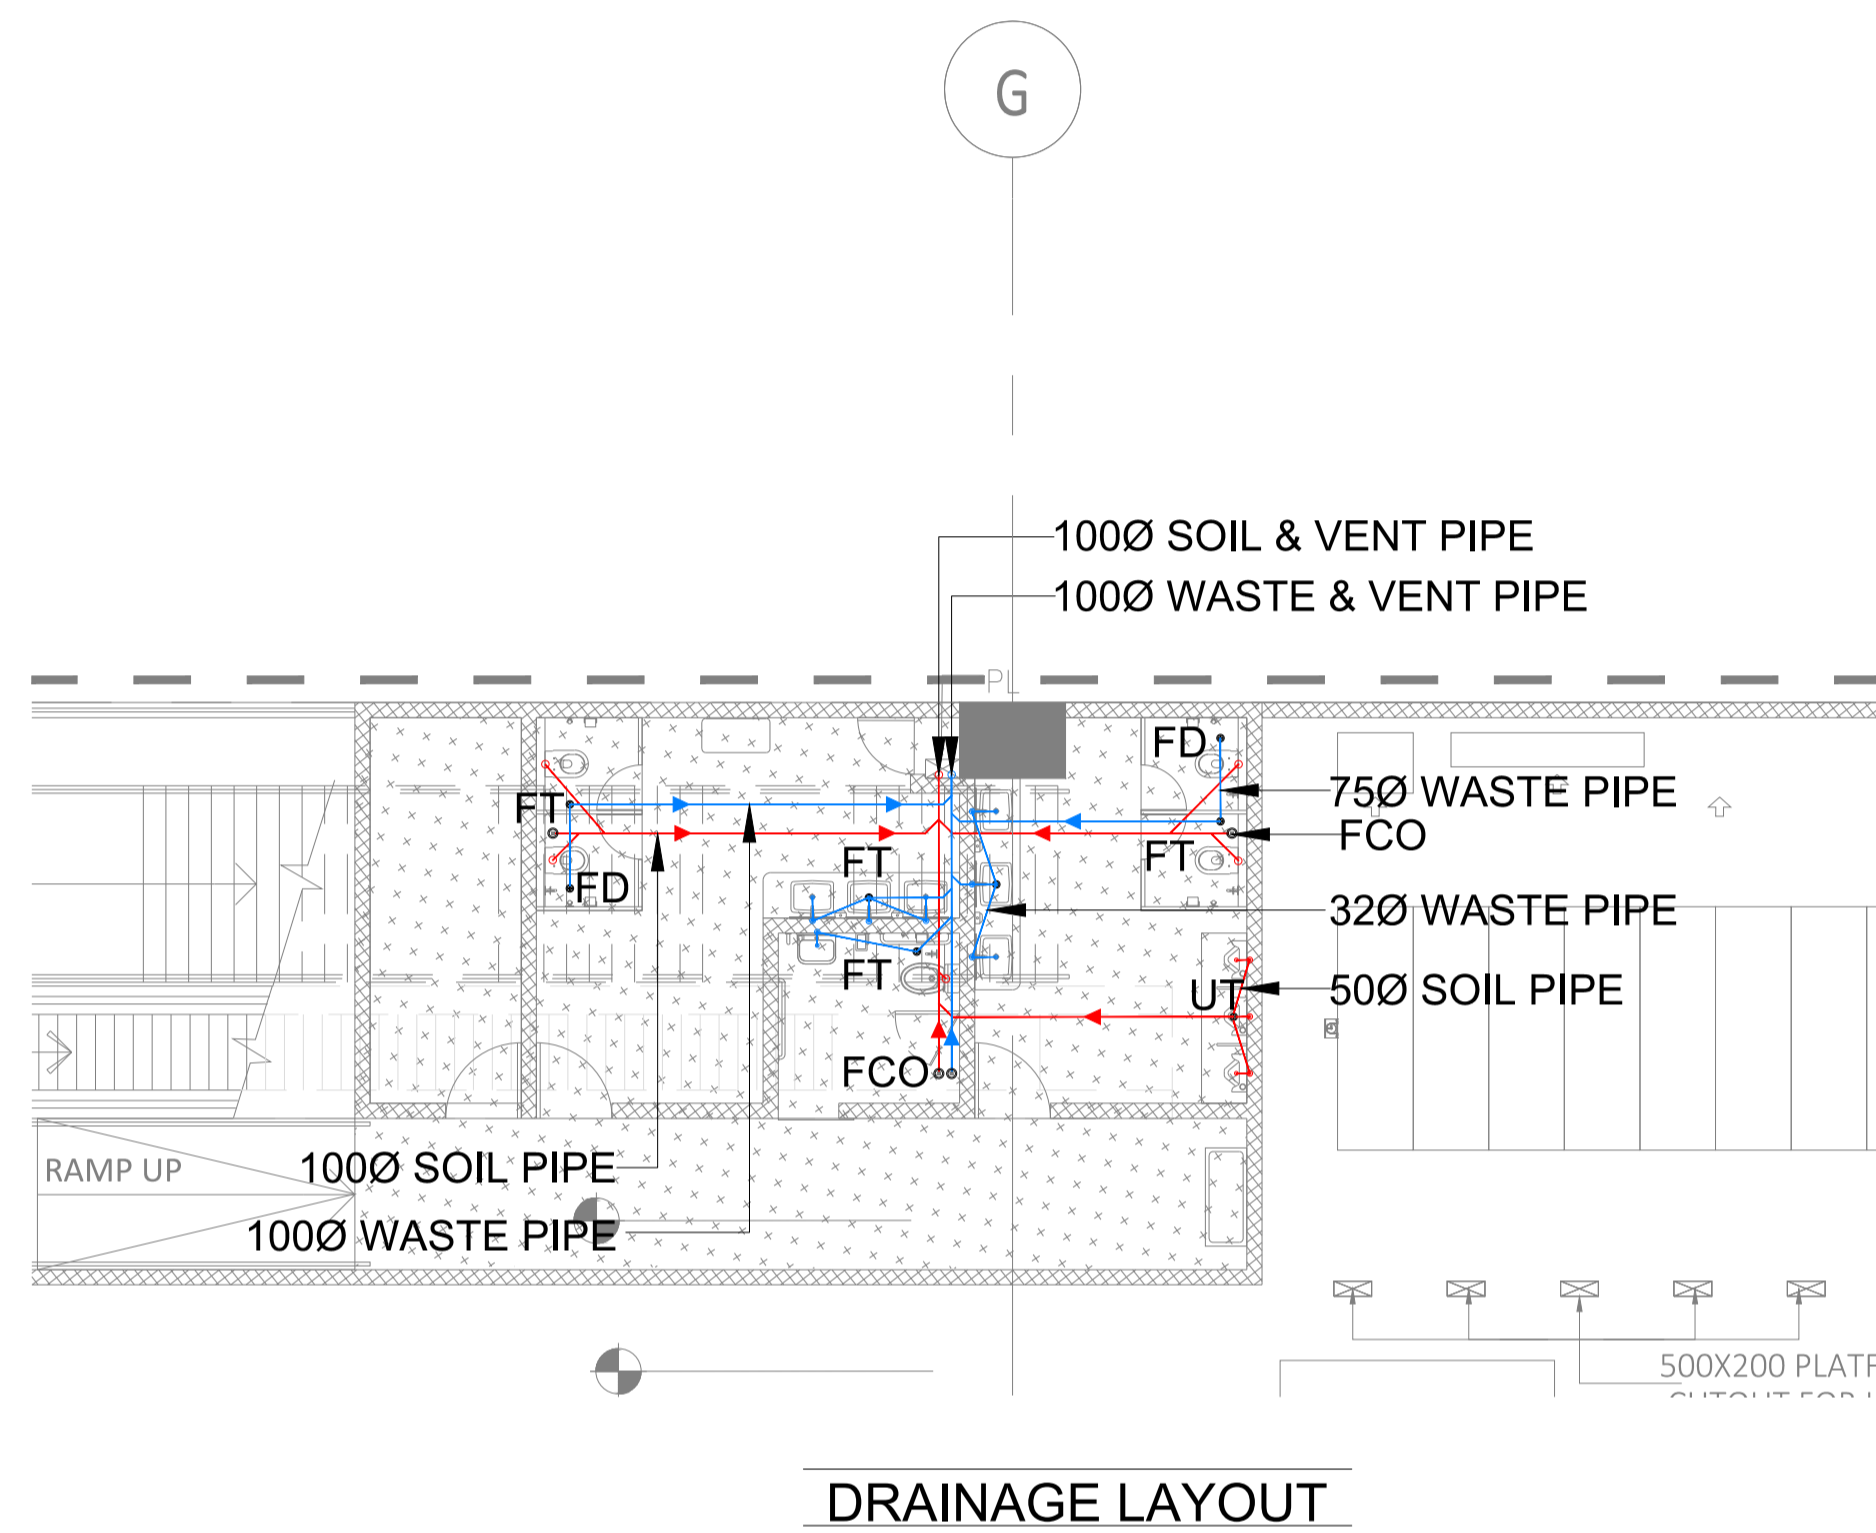 G
100Ø SOIL & VENT PIPE
100Ø WASTE & VENT PIPE
PL
FD
FT
75Ø WASTE PIPE
FCO
FT
FT
FD
32Ø WASTE PIPE
FT
UT
50Ø SOIL PIPE
FCO
RAMP UP
100Ø SOIL PIPE
100Ø WASTE PIPE
500X200
DRAINAGE LAYOUT